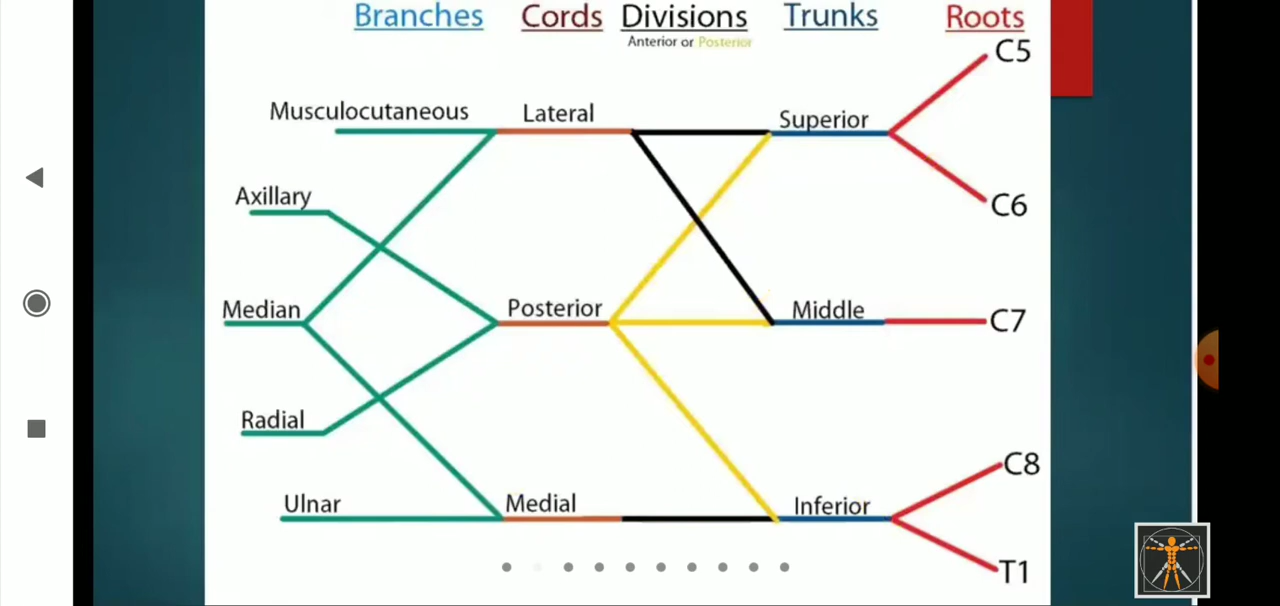 Branches Cords Divisions Trunks Roots
Anterior or Posterior
C5
Musculocutaneous Lateral Superior
Axillary C6
Median Posterior Middle C7
Radial
C8
Ulnar Medial Inferior
T1